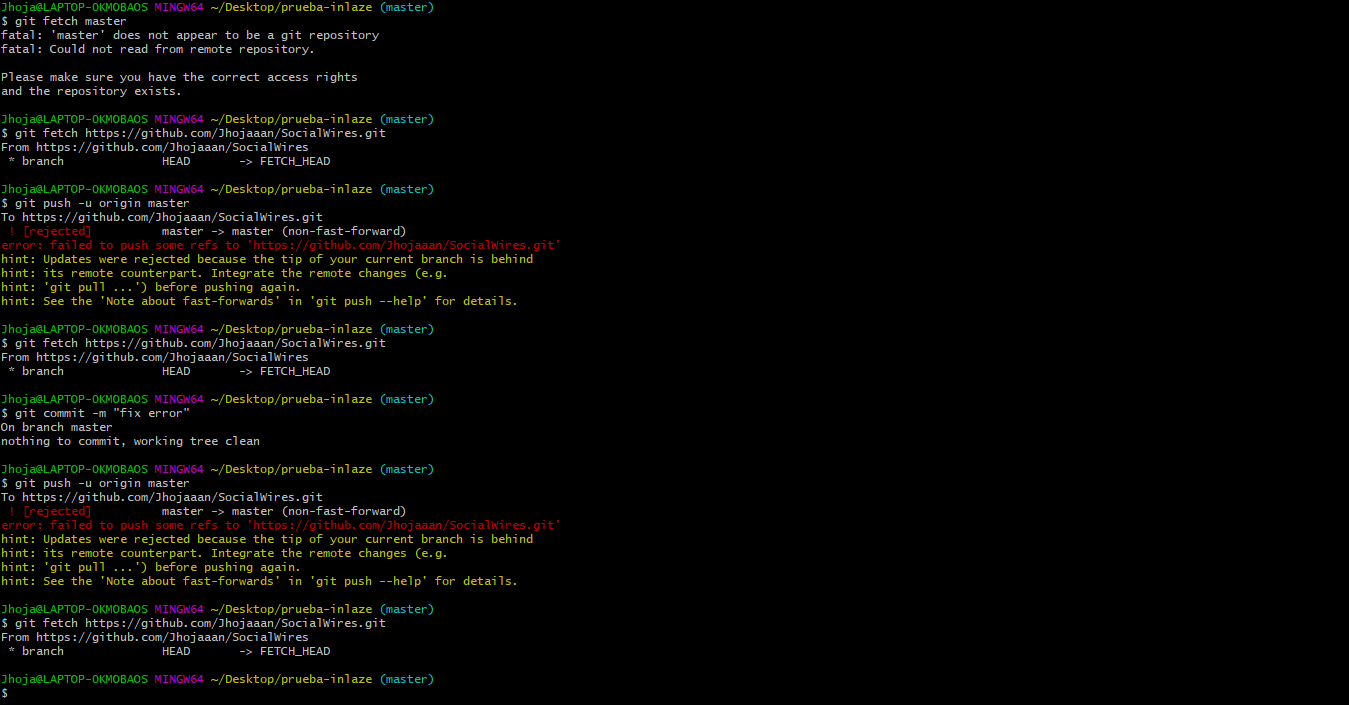 Jhoja@LAPTOP-OKMOBAOS MINGW64 ~/Desktop/prueba-inlaze (master)
$ git fetch master
fatal: 'master' does not appear to be a git repository
fatal: Could not read from remote repository.

Please make sure you have the correct access rights
and the repository exists.

Jhoja@LAPTOP-OKMOBAOS MINGW64 ~/Desktop/prueba-inlaze (master)
$ git fetch https://github.com/Jhojaaan/SocialWires.git
From https://github.com/Jhojaaan/SocialWires
 * branch              HEAD       -> FETCH_HEAD

Jhoja@LAPTOP-OKMOBAOS MINGW64 ~/Desktop/prueba-inlaze (master)
$ git push -u origin master
To https://github.com/Jhojaaan/SocialWires.git
 ! [rejected]          master -> master (non-fast-forward)
error: failed to push some refs to 'https://github.com/Jhojaaan/SocialWires.git'
hint: Updates were rejected because the tip of your current branch is behind
hint: its remote counterpart. Integrate the remote changes (e.g.
hint: 'git pull ...') before pushing again.
hint: See the 'Note about fast-forwards' in 'git push --help' for details.

Jhoja@LAPTOP-OKMOBAOS MINGW64 ~/Desktop/prueba-inlaze (master)
$ git fetch https://github.com/Jhojaaan/SocialWires.git
From https://github.com/Jhojaaan/SocialWires
 * branch              HEAD       -> FETCH_HEAD

Jhoja@LAPTOP-OKMOBAOS MINGW64 ~/Desktop/prueba-inlaze (master)
$ git commit -m "fix error"
On branch master
nothing to commit, working tree clean

Jhoja@LAPTOP-OKMOBAOS MINGW64 ~/Desktop/prueba-inlaze (master)
$ git push -u origin master
To https://github.com/Jhojaaan/SocialWires.git
 ! [rejected]          master -> master (non-fast-forward)
error: failed to push some refs to 'https://github.com/Jhojaaan/SocialWires.git'
hint: Updates were rejected because the tip of your current branch is behind
hint: its remote counterpart. Integrate the remote changes (e.g.
hint: 'git pull ...') before pushing again.
hint: See the 'Note about fast-forwards' in 'git push --help' for details.

Jhoja@LAPTOP-OKMOBAOS MINGW64 ~/Desktop/prueba-inlaze (master)
$ git fetch https://github.com/Jhojaaan/SocialWires.git
From https://github.com/Jhojaaan/SocialWires
 * branch              HEAD       -> FETCH_HEAD

Jhoja@LAPTOP-OKMOBAOS MINGW64 ~/Desktop/prueba-inlaze (master)
$